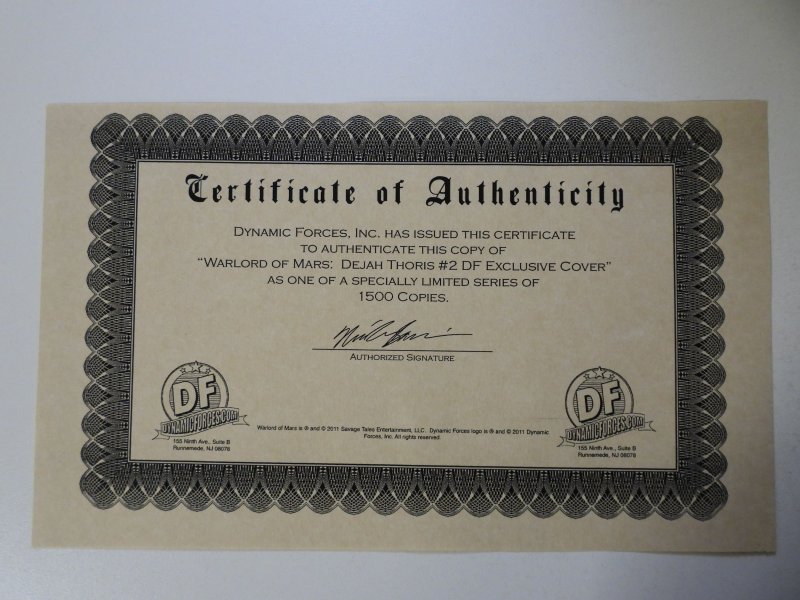 Certificate of Authenticity
Dynamic Forces, Inc. has issued this certificate
to authenticate this copy of
"Warlord of Mars: Dejah Thoris #2 DF Exclusive Cover"
as one of a specially limited series of
1500 Copies.
Authorized Signature
DF
DYNAMICFORCES.COM
155 Ninth Ave., Suite B
Runnemede, NJ 08078
Warlord of Mars is ® and © 2011 Savage Tales Entertainment, LLC. Dynamic Forces logo is ® and © 2011 Dynamic
Forces, Inc. All rights reserved.
DF
DYNAMICFORCES.COM
155 Ninth Ave., Suite B
Runnemede, NJ 08078